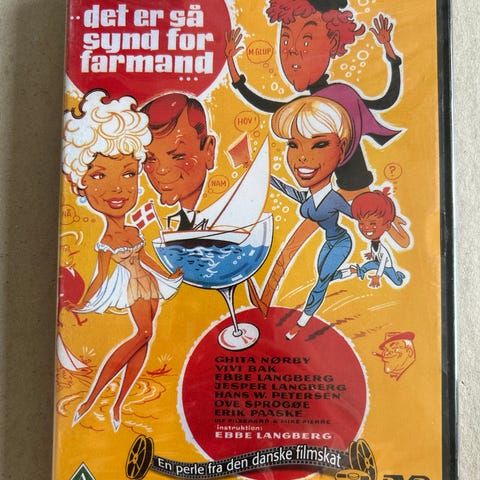 det er så
synd for
farmand
...
M GLUP
HOV!
NAM
?
GHITA NØRBY
VIVI BAK
EBBE LANGBERG
JESPER LANGBERG
HANS W. PETERSEN
OVE SPROGØE
ERIK PAASKE
instruktion:
EBBE LANGBERG
En perle fra den danske filmskat